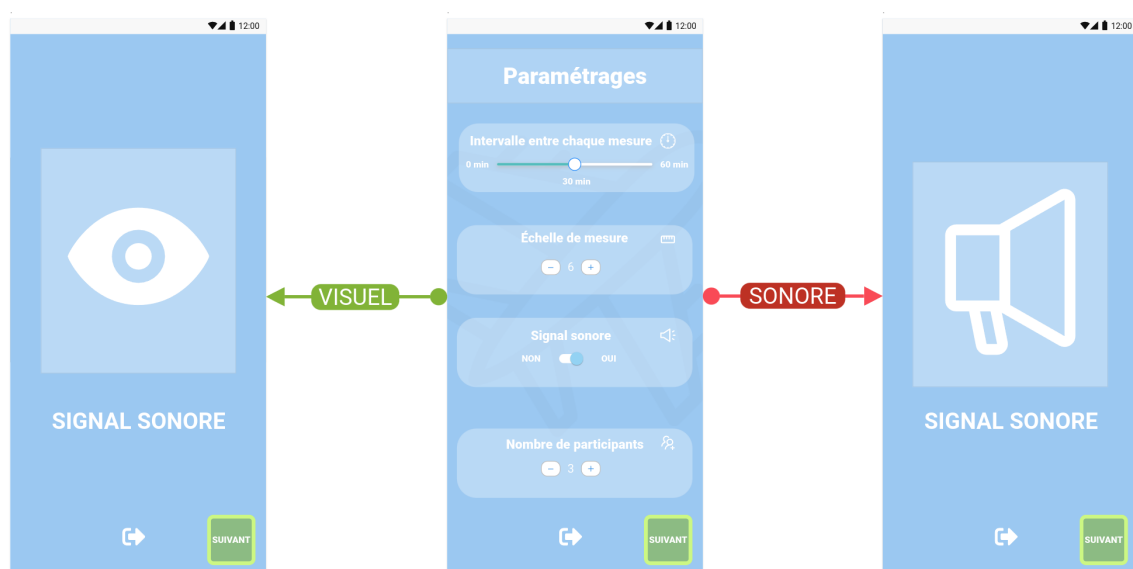 12:00
SIGNAL SONORE
SUIVANT
VISUEL
12:00
Paramétrages
Intervalle entre chaque mesure
0 min
60 min
30 min
Échelle de mesure
− 6 +
Signal sonore
NON
OUI
Nombre de participants
− 3 +
SUIVANT
SONORE
12:00
SIGNAL SONORE
SUIVANT